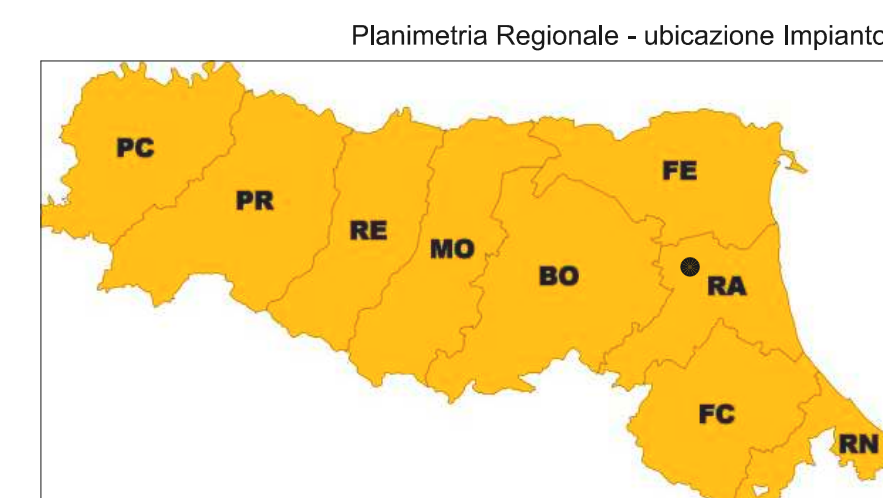 Planimetria Regionale - ubicazione Impianto
PC
PR
RE
MO
BO
FE
RA
FC
RN